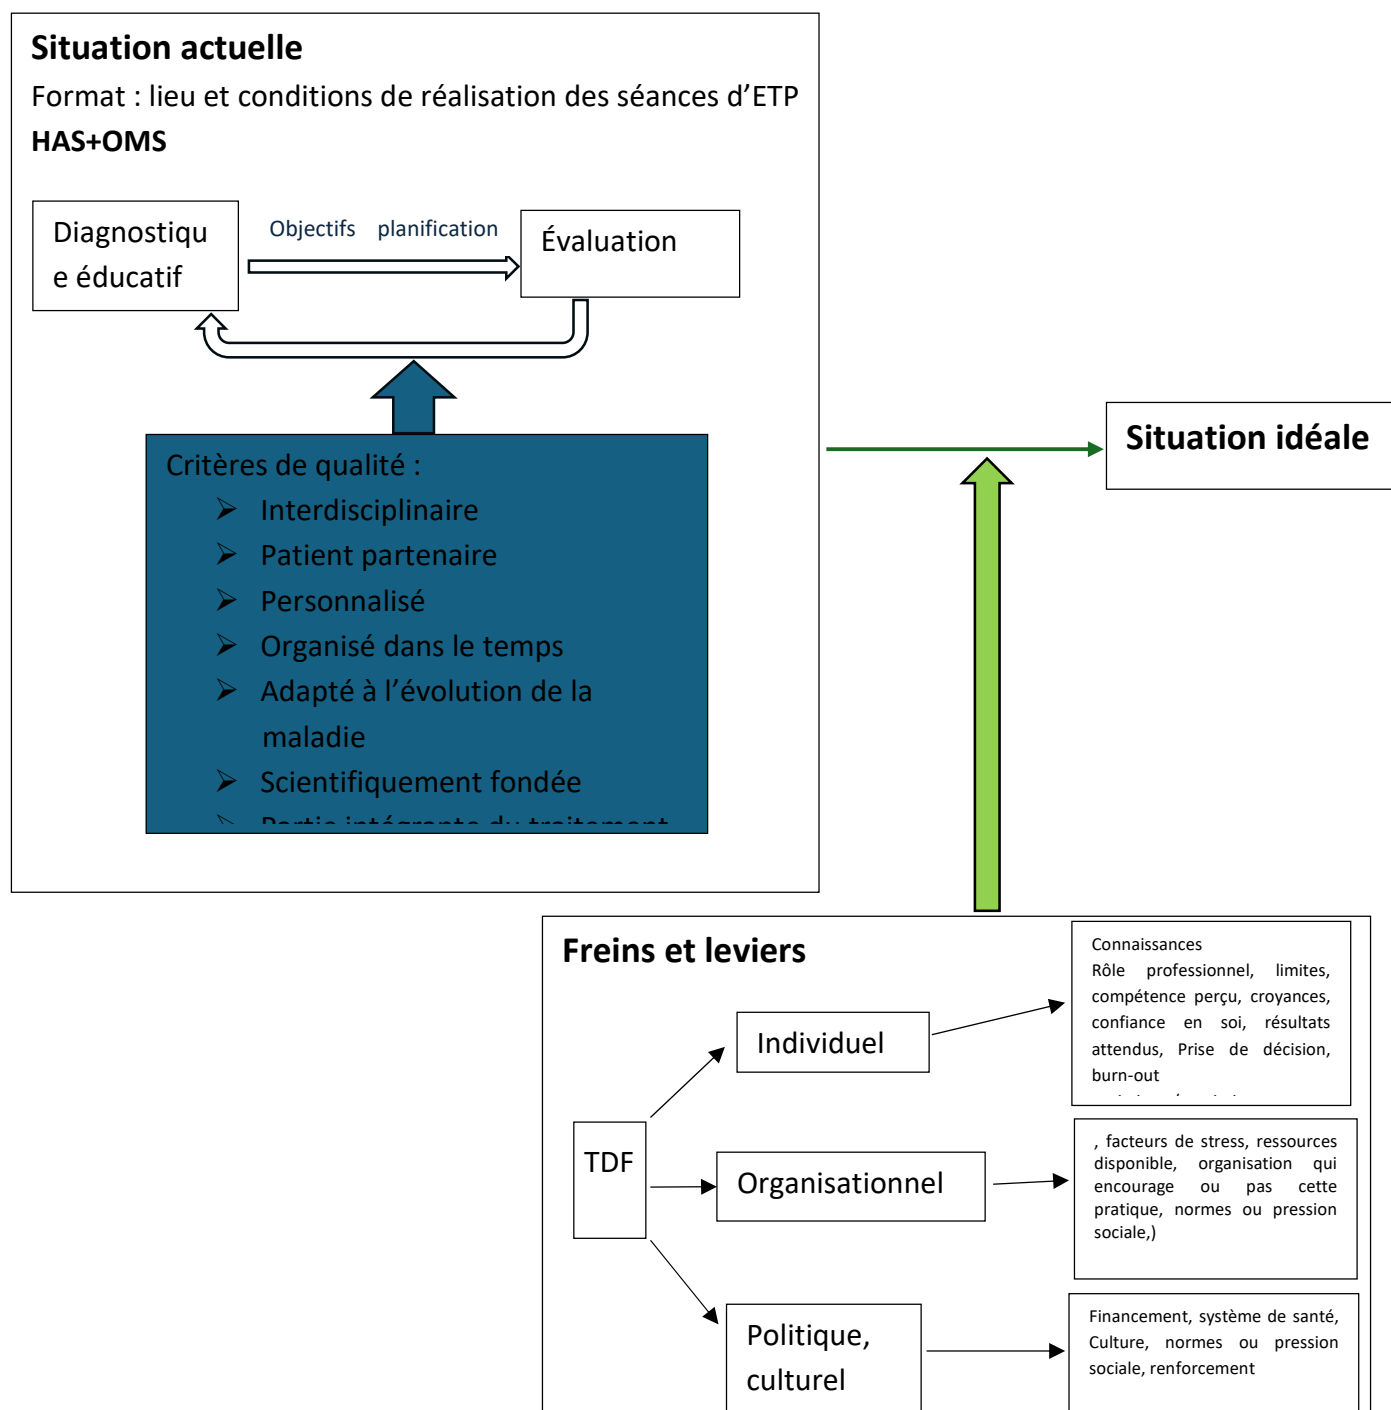 Situation actuelle
Format : lieu et conditions de réalisation des séances d’ETP
HAS+OMS
Diagnostiqu
e éducatif
Objectifs planification
Évaluation
Critères de qualité :
➢ Interdisciplinaire
➢ Patient partenaire
➢ Personnalisé
➢ Organisé dans le temps
➢ Adapté à l’évolution de la
maladie
➢ Scientifiquement fondée
➢ Partie intégrante du traitement
Situation idéale
Freins et leviers
TDF
Individuel
Connaissances
Rôle professionnel, limites,
compétence perçu, croyances,
confiance en soi, résultats
attendus, Prise de décision,
burn-out
Organisationnel
, facteurs de stress, ressources
disponible, organisation qui
encourage ou pas cette
pratique, normes ou pression
sociale,)
Politique,
culturel
Financement, système de santé,
Culture, normes ou pression
sociale, renforcement